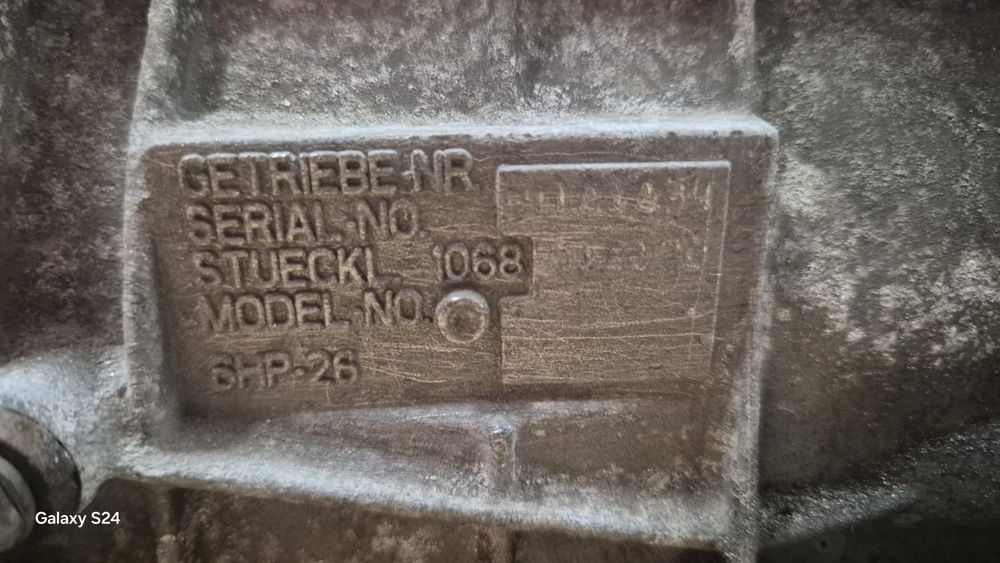 GETRIEBE-NR.
SERIAL-NO.
STUECKL. 1068
MODEL-NO.
6HP-26
Galaxy S24